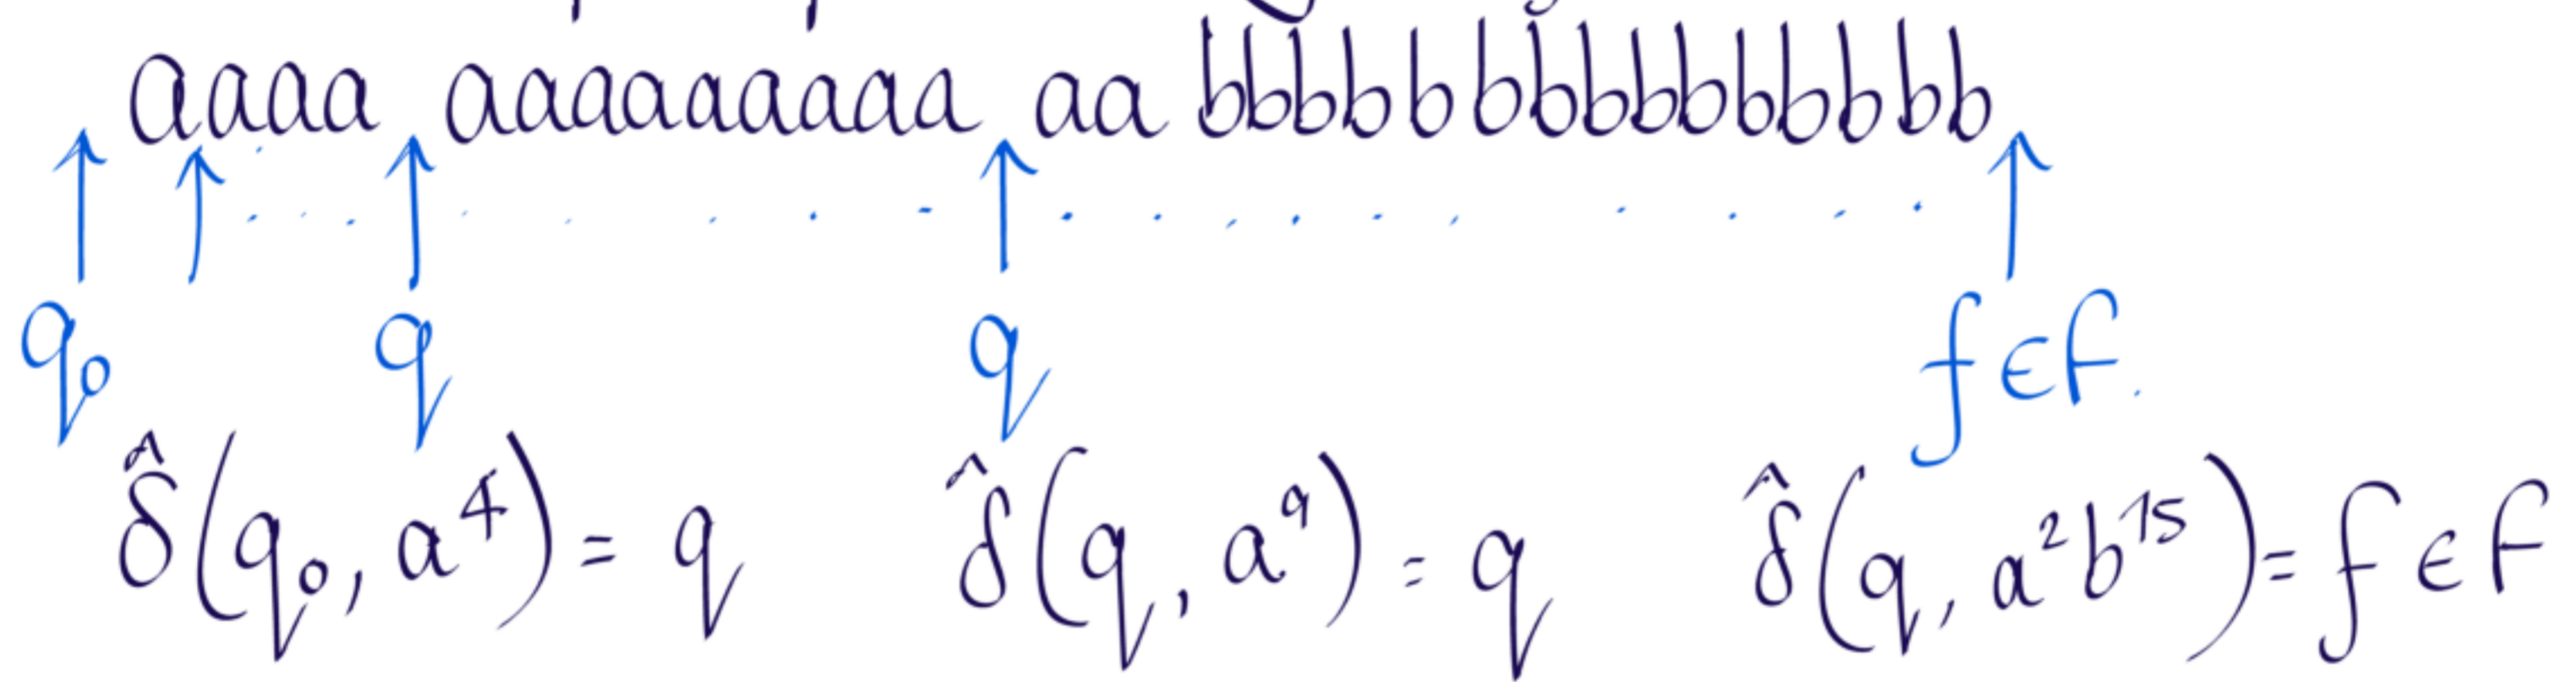 aaaa aaaaaaaaa aa bbbbbbbbbbbbbbb
q₀ q q f ∈ F.
δ̂(q₀, a⁴) = q δ̂(q, a⁹) = q δ̂(q, a²b¹⁵) = f ∈ F